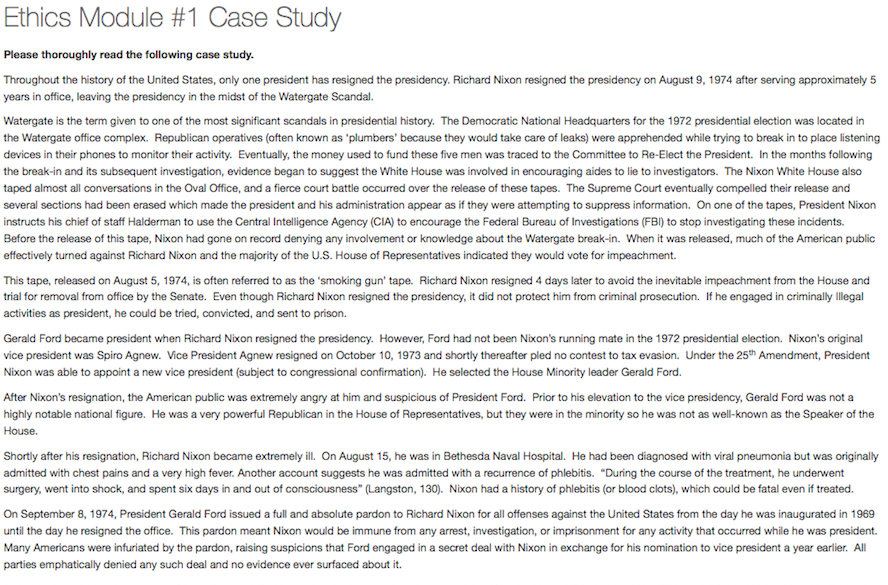 Ethics Module #1 Case Study
Please thoroughly read the following case study.
Throughout the history of the United States, only one president has resigned the presidency. Richard Nixon resigned the presidency on August 9, 1974 after serving approximately 5
years in office, leaving the presidency in the midst of the Watergate Scandal.
Watergate is the term given to one of the most significant scandals in presidential history.  The Democratic National Headquarters for the 1972 presidential election was located in
the Watergate office complex.  Republican operatives (often known as 'plumbers' because they would take care of leaks) were apprehended while trying to break in to place listening
devices in their phones to monitor their activity.  Eventually, the money used to fund these five men was traced to the Committee to Re-Elect the President.  In the months following
the break-in and its subsequent investigation, evidence began to suggest the White House was involved in encouraging aides to lie to investigators.  The Nixon White House also
taped almost all conversations in the Oval Office, and a fierce court battle occurred over the release of these tapes.  The Supreme Court eventually compelled their release and
several sections had been erased which made the president and his administration appear as if they were attempting to suppress information.  On one of the tapes, President Nixon
instructs his chief of staff Halderman to use the Central Intelligence Agency (CIA) to encourage the Federal Bureau of Investigations (FBI) to stop investigating these incidents.
Before the release of this tape, Nixon had gone on record denying any involvement or knowledge about the Watergate break-in.  When it was released, much of the American public
effectively turned against Richard Nixon and the majority of the U.S. House of Representatives indicated they would vote for impeachment.
This tape, released on August 5, 1974, is often referred to as the 'smoking gun' tape.  Richard Nixon resigned 4 days later to avoid the inevitable impeachment from the House and
trial for removal from office by the Senate.  Even though Richard Nixon resigned the presidency, it did not protect him from criminal prosecution.  If he engaged in criminally Illegal
activities as president, he could be tried, convicted, and sent to prison.
Gerald Ford became president when Richard Nixon resigned the presidency.  However, Ford had not been Nixon's running mate in the 1972 presidential election.  Nixon's original
vice president was Spiro Agnew.  Vice President Agnew resigned on October 10, 1973 and shortly thereafter pled no contest to tax evasion.  Under the 25th Amendment, President
Nixon was able to appoint a new vice president (subject to congressional confirmation).  He selected the House Minority leader Gerald Ford.
After Nixon's resignation, the American public was extremely angry at him and suspicious of President Ford.  Prior to his elevation to the vice presidency, Gerald Ford was not a
highly notable national figure.  He was a very powerful Republican in the House of Representatives, but they were in the minority so he was not as well-known as the Speaker of the
House.
Shortly after his resignation, Richard Nixon became extremely ill.  On August 15, he was in Bethesda Naval Hospital.  He had been diagnosed with viral pneumonia but was originally
admitted with chest pains and a very high fever. Another account suggests he was admitted with a recurrence of phlebitis.  "During the course of the treatment, he underwent
surgery, went into shock, and spent six days in and out of consciousness" (Langston, 130).  Nixon had a history of phlebitis (or blood clots), which could be fatal even if treated.
On September 8, 1974, President Gerald Ford issued a full and absolute pardon to Richard Nixon for all offenses against the United States from the day he was inaugurated in 1969
until the day he resigned the office.  This pardon meant Nixon would be immune from any arrest, investigation, or imprisonment for any activity that occurred while he was president.
Many Americans were infuriated by the pardon, raising suspicions that Ford engaged in a secret deal with Nixon in exchange for his nomination to vice president a year earlier.  All
parties emphatically denied any such deal and no evidence ever surfaced about it.